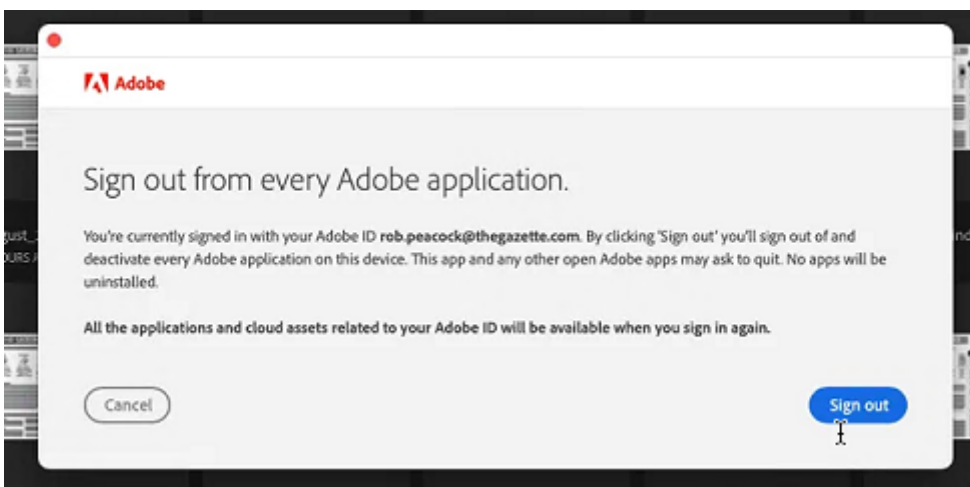 Adobe
Sign out from every Adobe application.
You're currently signed in with your Adobe ID rob.peacock@thegazette.com. By clicking 'Sign out' you'll sign out of and
deactivate every Adobe application on this device. This app and any other open Adobe apps may ask to quit. No apps will be
uninstalled.
All the applications and cloud assets related to your Adobe ID will be available when you sign in again.
Cancel
Sign out